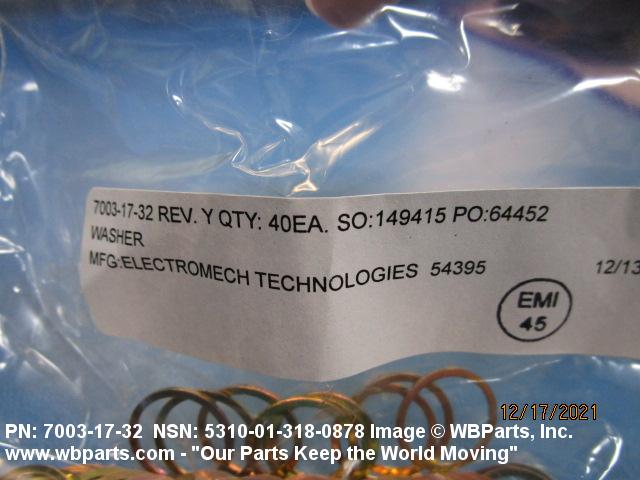 7003-17-32 REV. Y QTY: 40EA. SO:149415 PO:64452
WASHER
MFG:ELECTROMECH TECHNOLOGIES 54395 12/13
EMI
45
12/17/2021
PN: 7003-17-32 NSN: 5310-01-318-0878 Image © WBParts, Inc.
www.wbparts.com - "Our Parts Keep the World Moving"